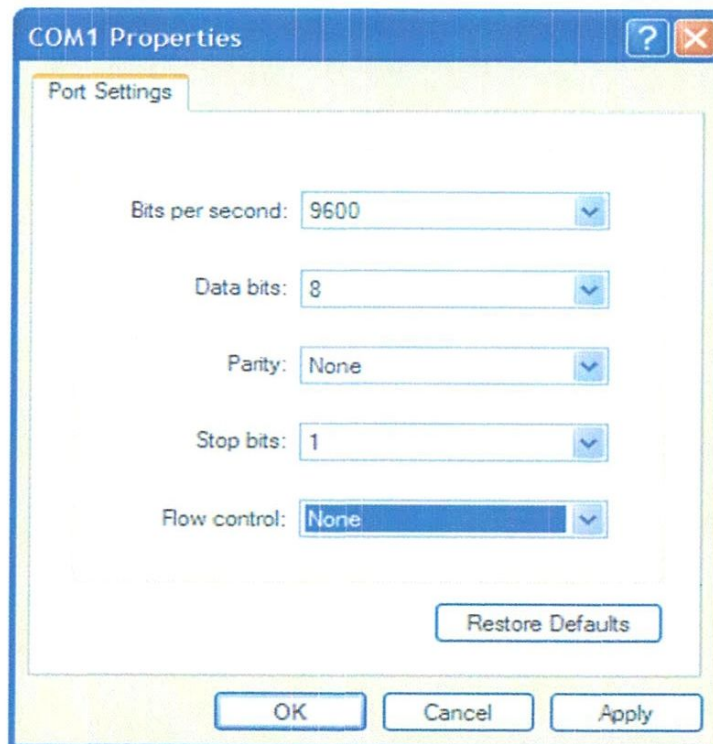 COM1 Properties
Port Settings
Bits per second: 9600
Data bits: 8
Parity: None
Stop bits: 1
Flow control: None
Restore Defaults
OK Cancel Apply